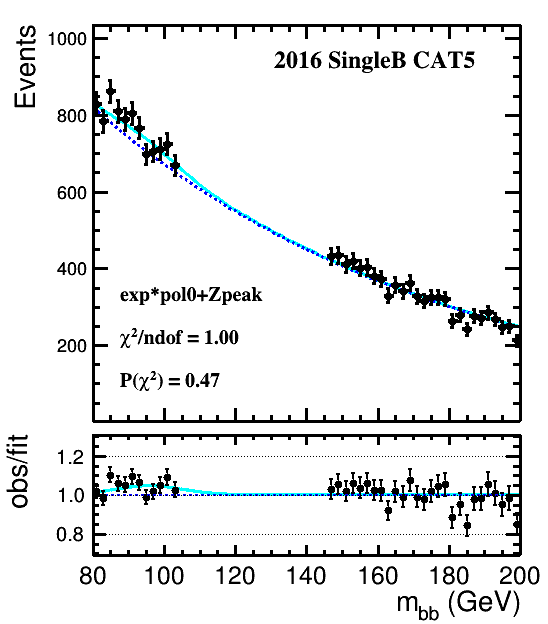 Events
1000
800
600
400
200
2016 SingleB CAT5
exp*pol0+Zpeak
χ²/ndof = 1.00
P(χ²) = 0.47
obs/fit
1.2
1.0
0.8
80 100 120 140 160 180 200
m_bb (GeV)